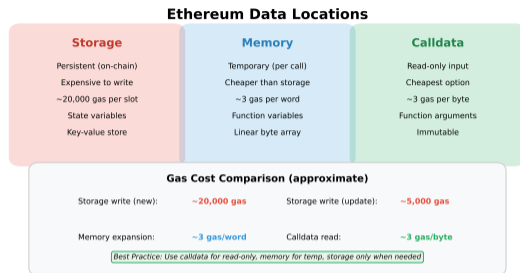 Ethereum Data Locations
Storage
Persistent (on-chain)
Expensive to write
~20,000 gas per slot
State variables
Key-value store
Memory
Temporary (per call)
Cheaper than storage
~3 gas per word
Function variables
Linear byte array
Calldata
Read-only input
Cheapest option
~3 gas per byte
Function arguments
Immutable
Gas Cost Comparison (approximate)
Storage write (new): ~20,000 gas
Storage write (update): ~5,000 gas
Memory expansion: ~3 gas/word
Calldata read: ~3 gas/byte
Best Practice: Use calldata for read-only, memory for temp, storage only when needed